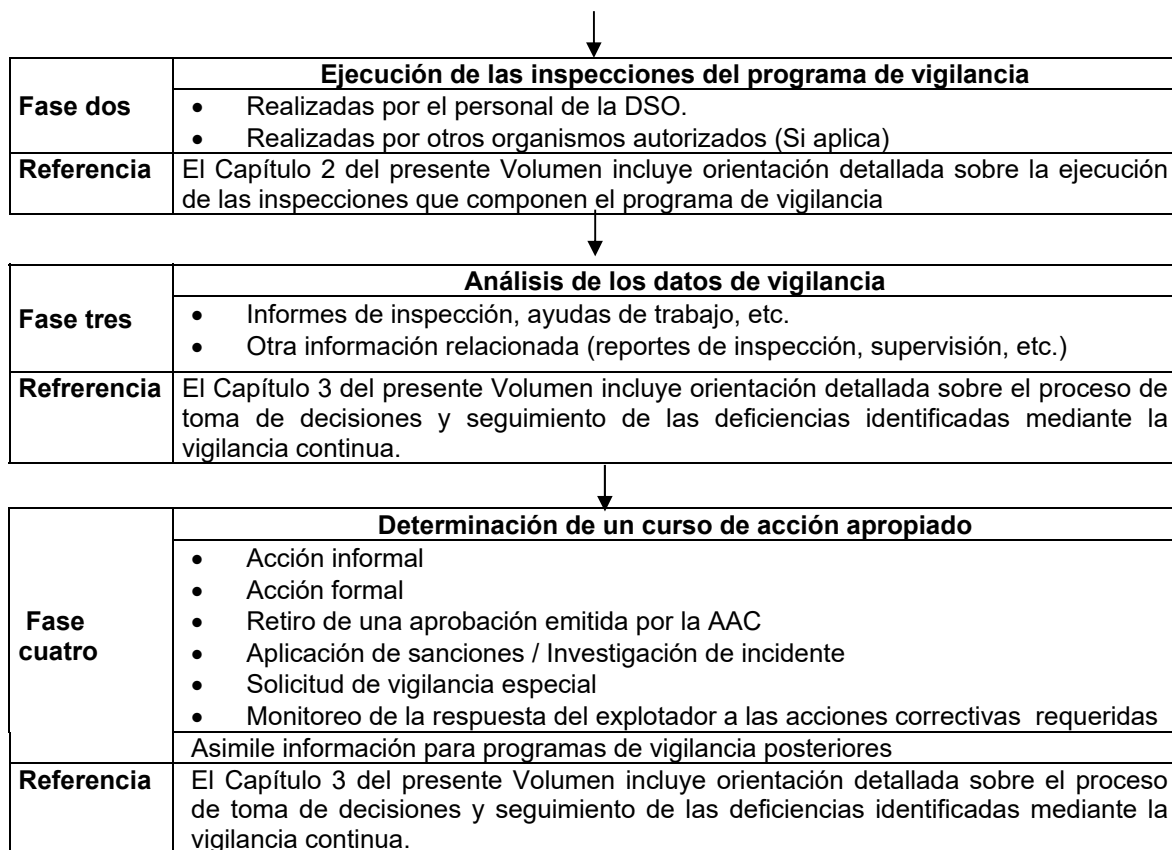 Ejecución de las inspecciones del programa de vigilancia
Fase dos
• Realizadas por el personal de la DSO.
• Realizadas por otros organismos autorizados (Si aplica)
Referencia
El Capítulo 2 del presente Volumen incluye orientación detallada sobre la ejecución
de las inspecciones que componen el programa de vigilancia
Análisis de los datos de vigilancia
Fase tres
• Informes de inspección, ayudas de trabajo, etc.
• Otra información relacionada (reportes de inspección, supervisión, etc.)
Refrerencia
El Capítulo 3 del presente Volumen incluye orientación detallada sobre el proceso de
toma de decisiones y seguimiento de las deficiencias identificadas mediante la
vigilancia continua.
Determinación de un curso de acción apropiado
Fase
cuatro
• Acción informal
• Acción formal
• Retiro de una aprobación emitida por la AAC
• Aplicación de sanciones / Investigación de incidente
• Solicitud de vigilancia especial
• Monitoreo de la respuesta del explotador a las acciones correctivas requeridas
Asimile información para programas de vigilancia posteriores
Referencia
El Capítulo 3 del presente Volumen incluye orientación detallada sobre el proceso
de toma de decisiones y seguimiento de las deficiencias identificadas mediante la
vigilancia continua.